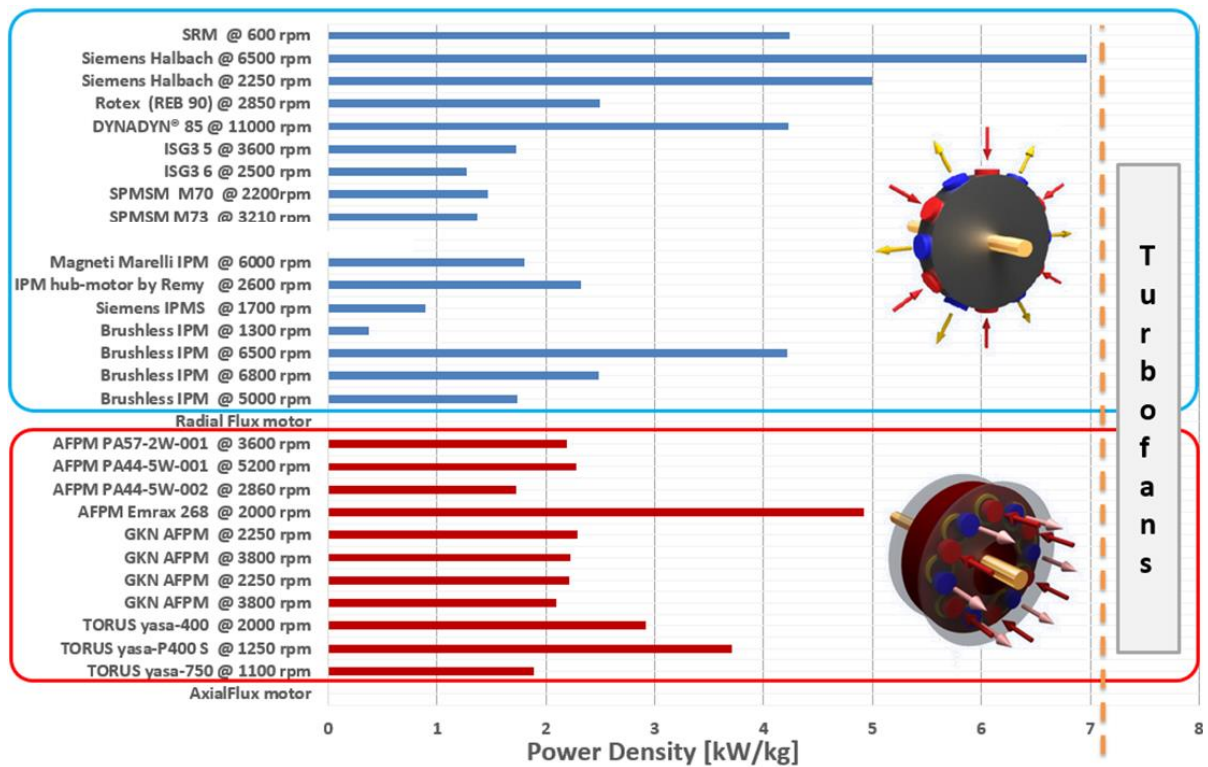 SRM @ 600 rpm
Siemens Halbach @ 6500 rpm
Siemens Halbach @ 2250 rpm
Rotex (REB 90) @ 2850 rpm
DYNADYN® 85 @ 11000 rpm
ISG3 5 @ 3600 rpm
ISG3 6 @ 2500 rpm
SPMSM M70 @ 2200rpm
SPMSM M73 @ 3210 rpm
Magneti Marelli IPM @ 6000 rpm
IPM hub-motor by Remy @ 2600 rpm
Siemens IPMS @ 1700 rpm
Brushless IPM @ 1300 rpm
Brushless IPM @ 6500 rpm
Brushless IPM @ 6800 rpm
Brushless IPM @ 5000 rpm
Radial Flux motor
AFPM PA57-2W-001 @ 3600 rpm
AFPM PA44-5W-001 @ 5200 rpm
AFPM PA44-5W-002 @ 2860 rpm
AFPM Emrax 268 @ 2000 rpm
GKN AFPM @ 2250 rpm
GKN AFPM @ 3800 rpm
GKN AFPM @ 2250 rpm
GKN AFPM @ 3800 rpm
TORUS yasa-400 @ 2000 rpm
TORUS yasa-P400 S @ 1250 rpm
TORUS yasa-750 @ 1100 rpm
AxialFlux motor
0 1 2 3 4 5 6 7 8
Power Density [kW/kg]
Turbofans